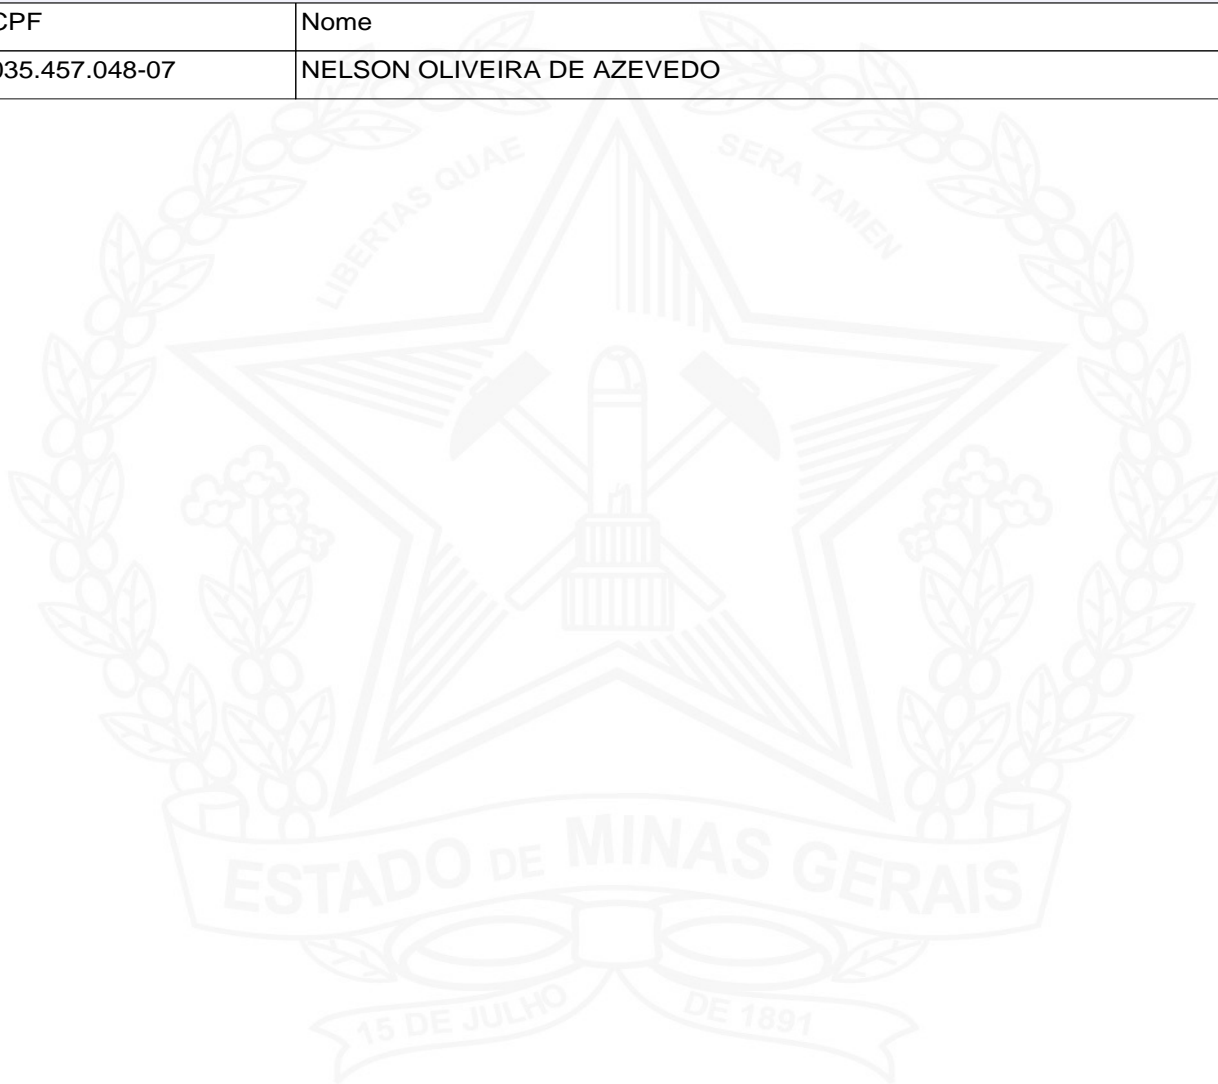 CPF Nome
035.457.048-07 NELSON OLIVEIRA DE AZEVEDO
LIBERTAS QUAE SERA TAMEN
ESTADO DE MINAS GERAIS
15 DE JULHO DE 1891